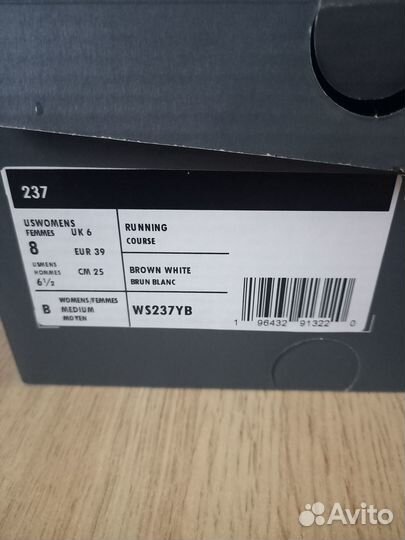 237
USWOMENS
FEMMES UK 6
8 EUR 39
USMENS
HOMMES CM 25
6½
B WOMENS/FEMMES
MEDIUM
MOYEN
RUNNING
COURSE
BROWN WHITE
BRUN BLANC
WS237YB
1 96432 91322 0
Avito